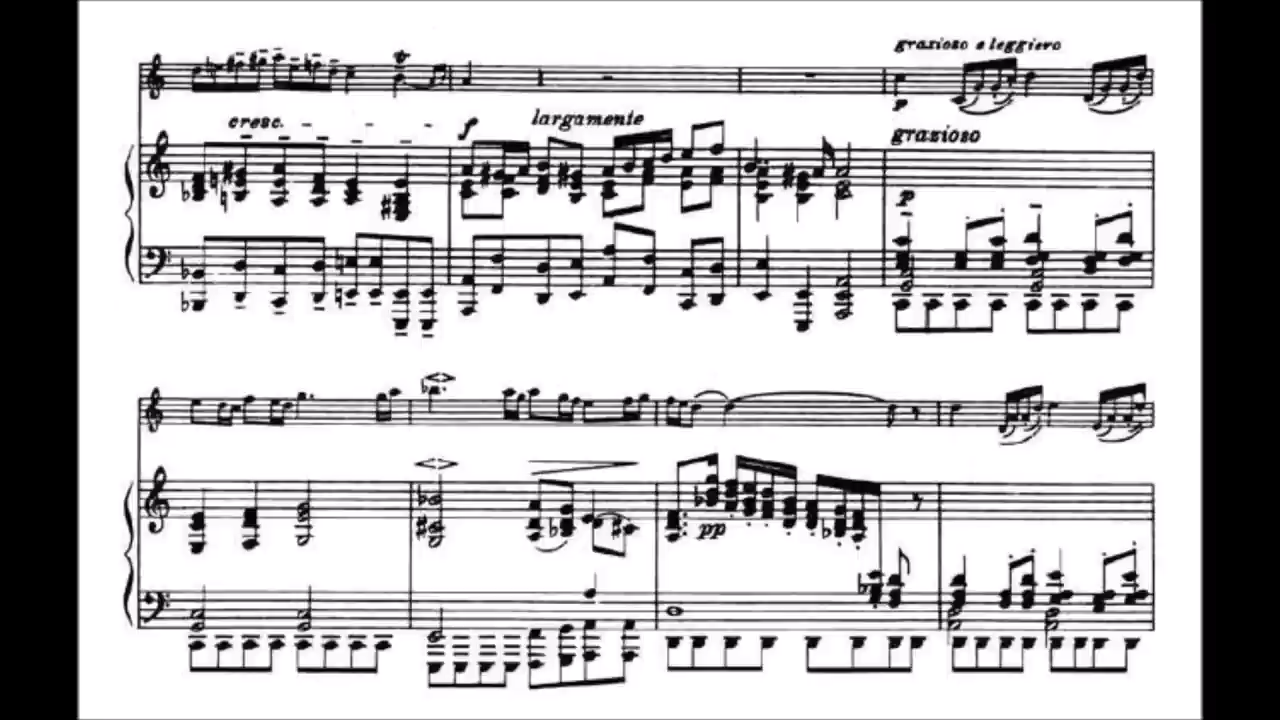 grazioso e leggiero
p
cresc. - - -
f
largamente
grazioso
p
pp